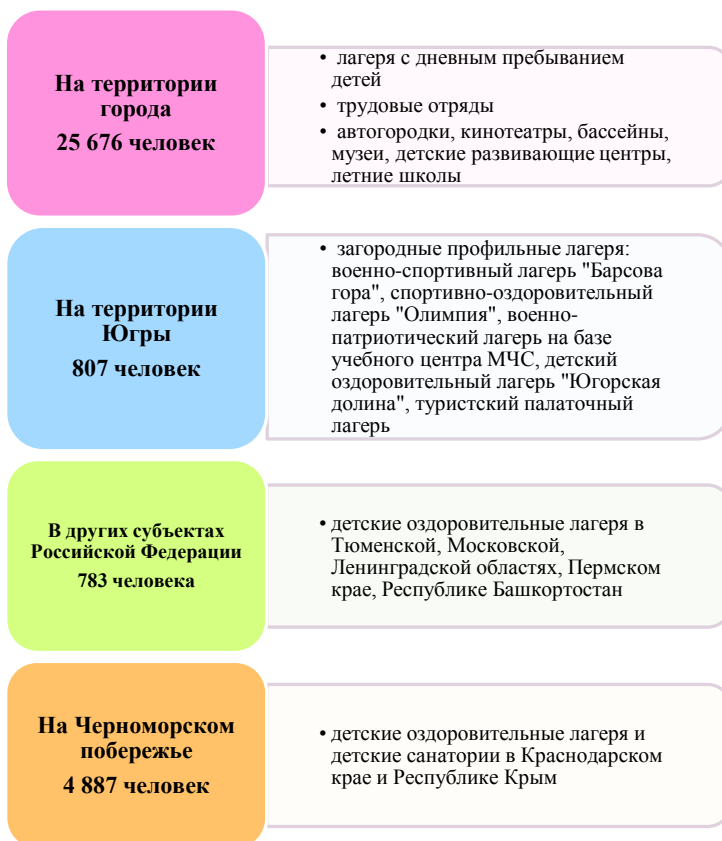 На территории
города
25 676 человек
• лагеря с дневным пребыванием
детей
• трудовые отряды
• автогородки, кинотеатры, бассейны,
музеи, детские развивающие центры,
летние школы
На территории
Югры
807 человек
• загородные профильные лагеря:
военно-спортивный лагерь "Барсова
гора", спортивно-оздоровительный
лагерь "Олимпия", военно-
патриотический лагерь на базе
учебного центра МЧС, детский
оздоровительный лагерь "Югорская
долина", туристский палаточный
лагерь
В других субъектах
Российской Федерации
783 человека
• детские оздоровительные лагеря в
Тюменской, Московской,
Ленинградской областях, Пермском
крае, Республике Башкортостан
На Черноморском
побережье
4 887 человек
• детские оздоровительные лагеря и
детские санатории в Краснодарском
крае и Республике Крым